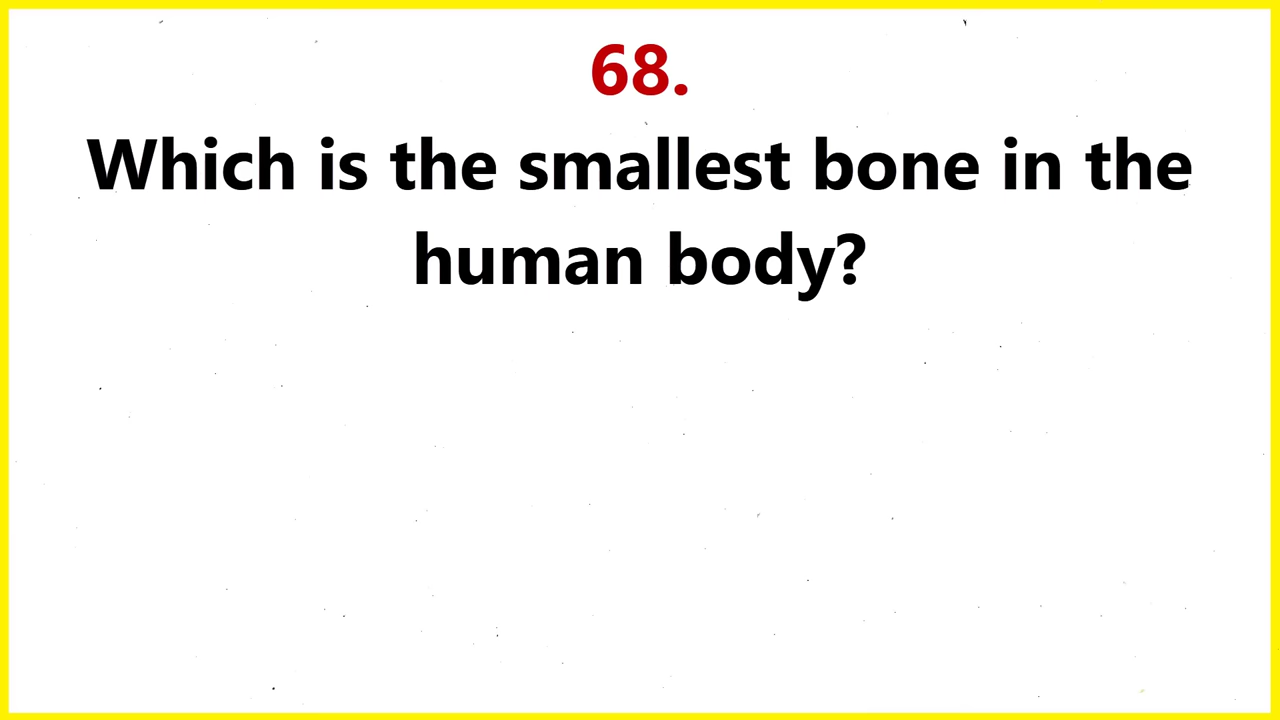 68.
Which is the smallest bone in the
human body?